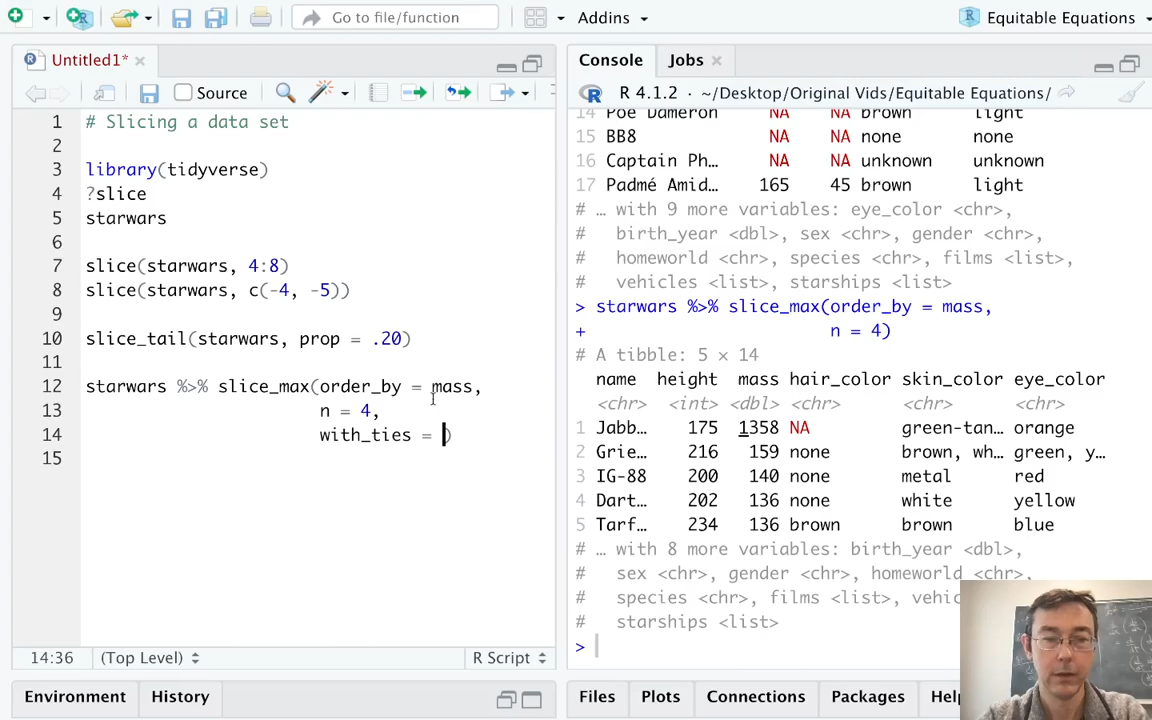 Go to file/function
Addins
Equitable Equations
Untitled1*
Source
1 # Slicing a data set
2
3 library(tidyverse)
4 ?slice
5 starwars
6
7 slice(starwars, 4:8)
8 slice(starwars, c(-4, -5))
9
10 slice_tail(starwars, prop = .20)
11
12 starwars %>% slice_max(order_by = mass,
13 n = 4,
14 with_ties = )
15
14:36 (Top Level) R Script
Environment History
Console Jobs
R 4.1.2 · ~/Desktop/Original Vids/Equitable Equations/
14 Poe Dameron NA NA brown light
15 BB8 NA NA none none
16 Captain Ph… NA NA unknown unknown
17 Padmé Amid… 165 45 brown light
# … with 9 more variables: eye_color <chr>,
# birth_year <dbl>, sex <chr>, gender <chr>,
# homeworld <chr>, species <chr>, films <list>,
# vehicles <list>, starships <list>
> starwars %>% slice_max(order_by = mass,
+ n = 4)
# A tibble: 5 × 14
name height mass hair_color skin_color eye_color
<chr> <int> <dbl> <chr> <chr> <chr>
1 Jabb… 175 1358 NA green-tan… orange
2 Grie… 216 159 none brown, wh… green, y…
3 IG-88 200 140 none metal red
4 Dart… 202 136 none white yellow
5 Tarf… 234 136 brown brown blue
# … with 8 more variables: birth_year <dbl>,
# sex <chr>, gender <chr>, homeworld <chr>,
# species <chr>, films <list>,
# starships <list>
>
Files Plots Connections Packages